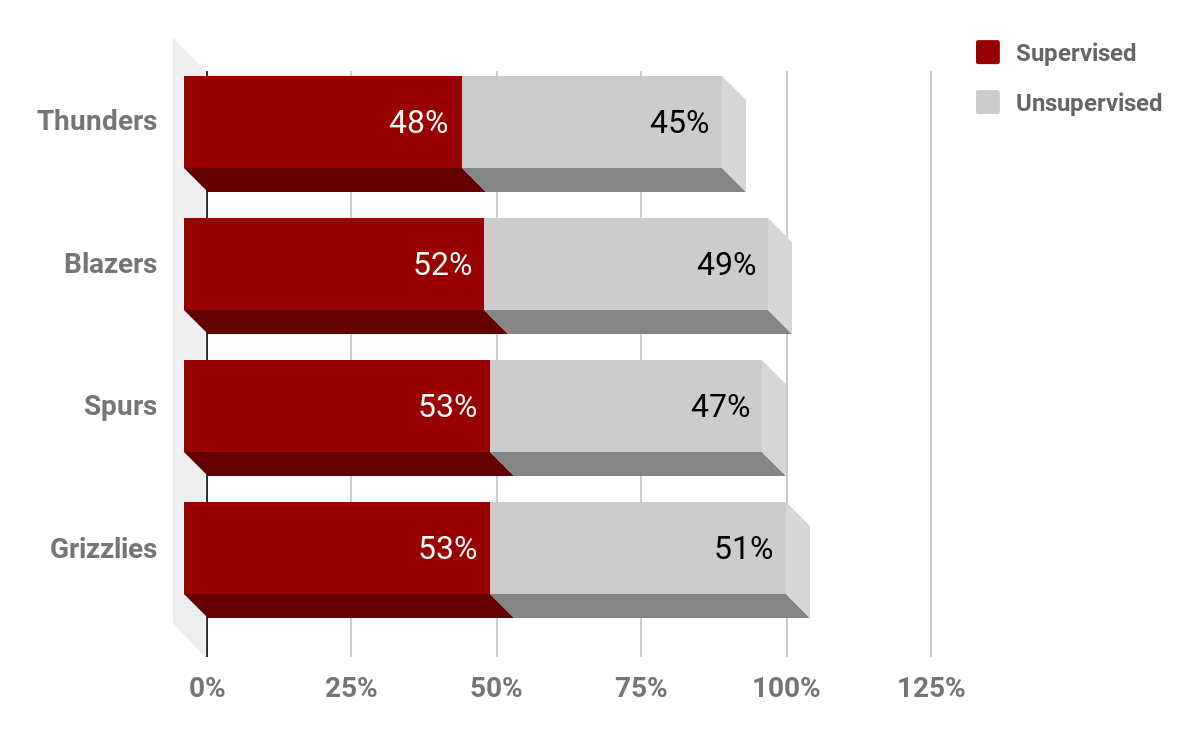 Supervised
Unsupervised
Thunders 48% 45%
Blazers 52% 49%
Spurs 53% 47%
Grizzlies 53% 51%
0% 25% 50% 75% 100% 125%